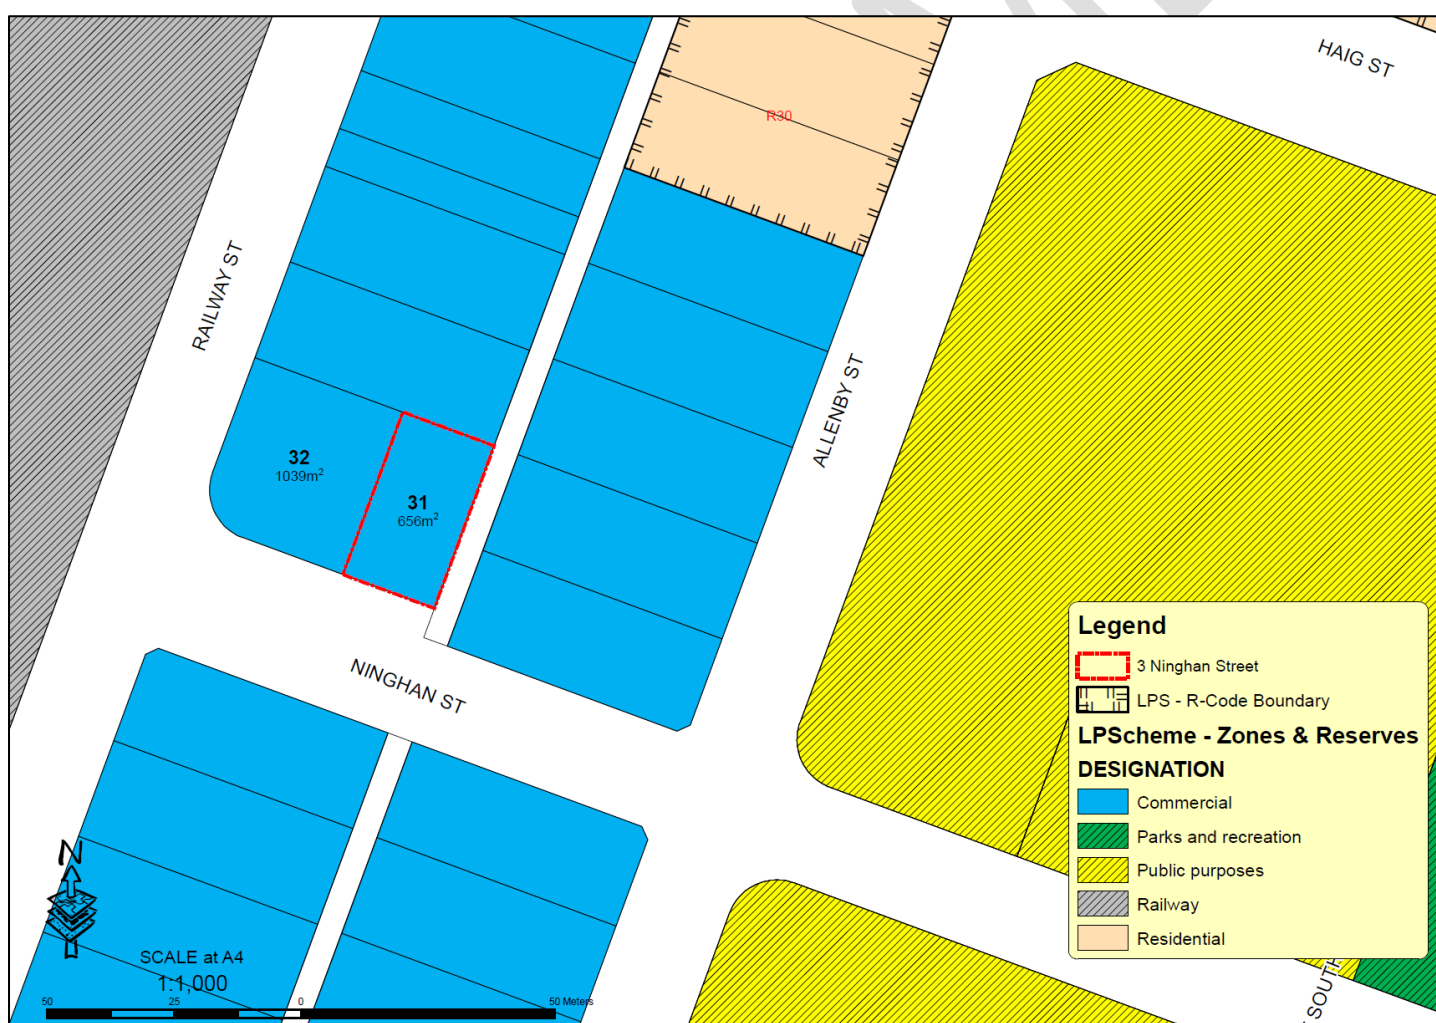 HAIG ST
R30
RAILWAY ST
ALLENBY ST
32
1039m²
31
656m²
NINGHAN ST
Legend
3 Ninghan Street
LPS - R-Code Boundary
LPScheme - Zones & Reserves
DESIGNATION
Commercial
Parks and recreation
Public purposes
Railway
Residential
N
SCALE at A4
1:1,000
50 25 0 50 Meters
SOUTH